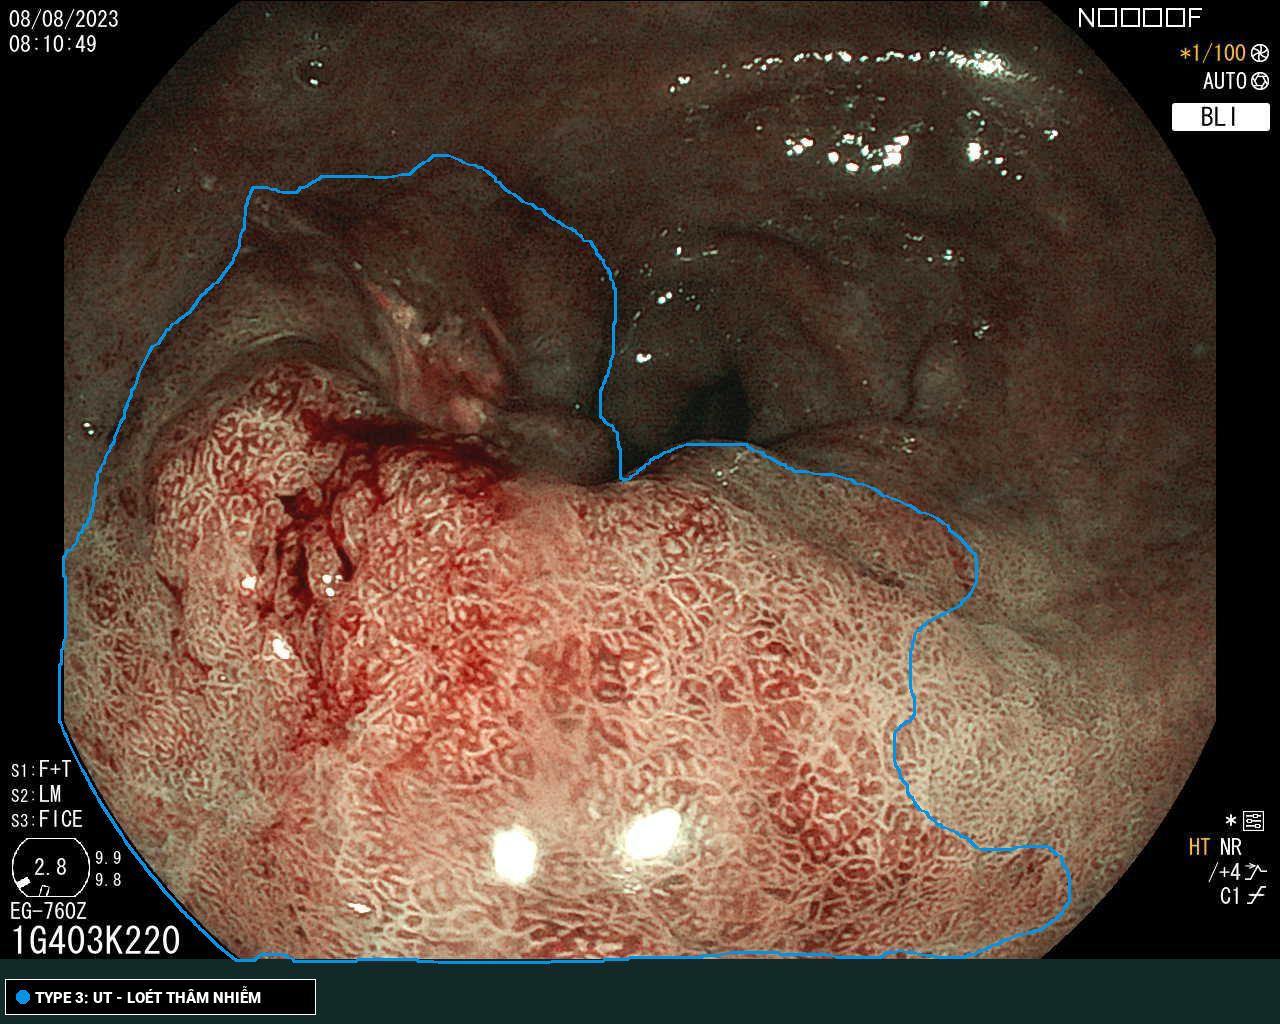 08/08/2023
08:10:49
N□□□□F
*1/100
AUTO
BLI
S1:F+T
S2:LM
S3:FICE
2.8
9.9
9.8
EG-760Z
1G403K220
*
HT NR
/+4
C1
TYPE 3: UT - LOÉT THÂM NHIỄM